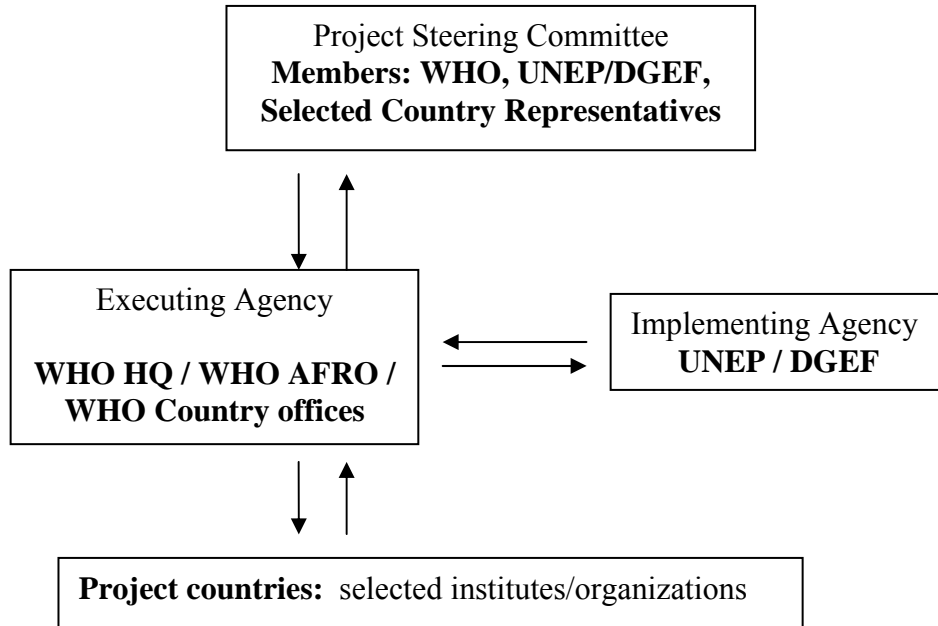 Project Steering Committee
Members: WHO, UNEP/DGEF,
Selected Country Representatives
Executing Agency
WHO HQ / WHO AFRO /
WHO Country offices
Implementing Agency
UNEP / DGEF
Project countries: selected institutes/organizations